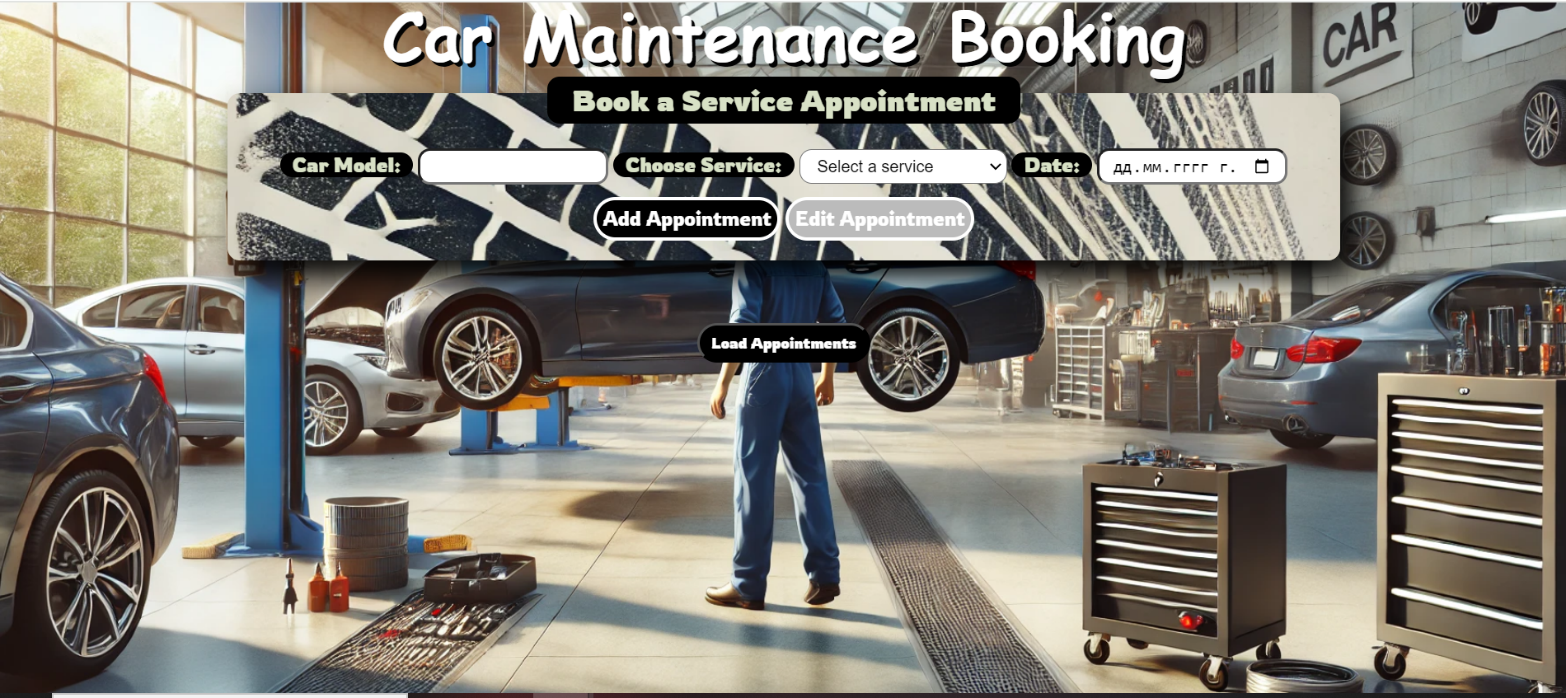 Car Maintenance Booking
CAR
Book a Service Appointment
Car Model: Choose Service: Select a service Date: дд.мм.гггг г.
Add Appointment Edit Appointment
Load Appointments